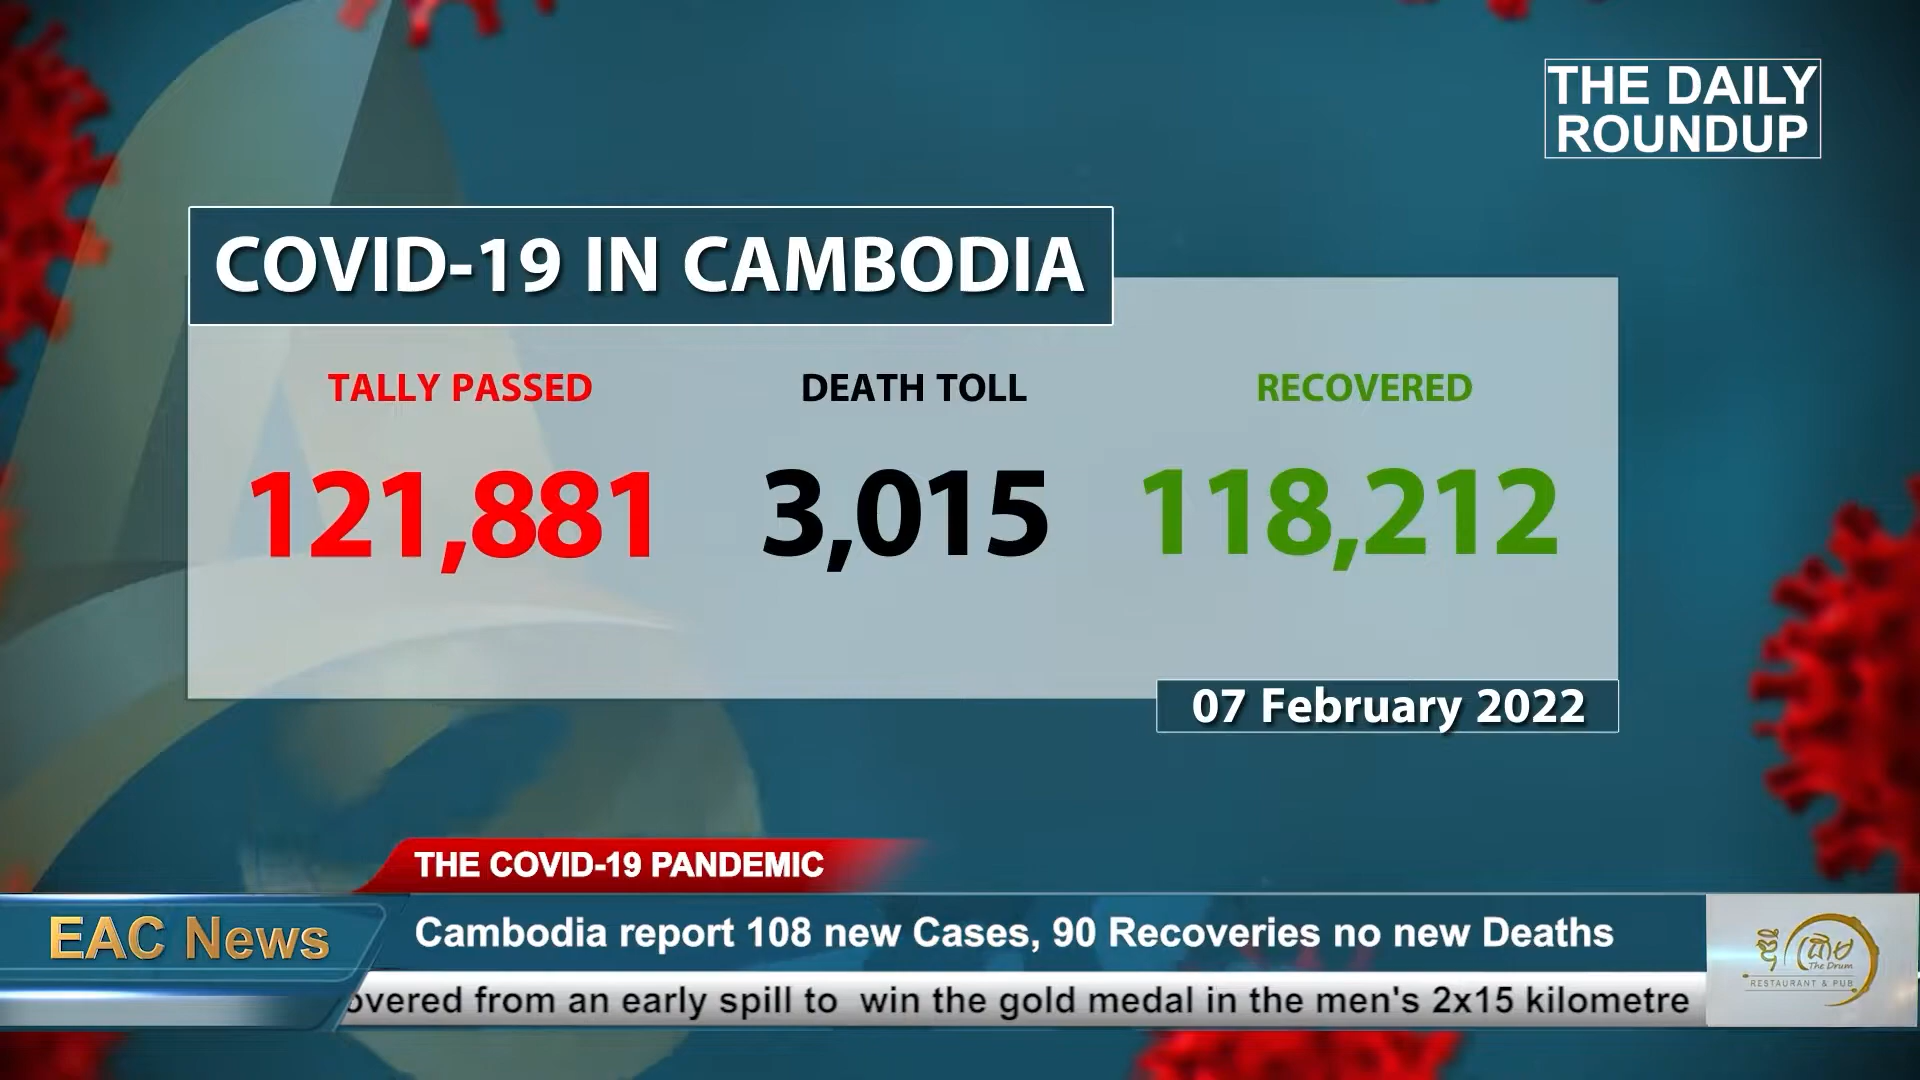 THE DAILY
ROUNDUP
COVID-19 IN CAMBODIA
TALLY PASSED
DEATH TOLL
RECOVERED
121,881
3,015
118,212
07 February 2022
THE COVID-19 PANDEMIC
EAC News
Cambodia report 108 new Cases, 90 Recoveries no new Deaths
overed from an early spill to win the gold medal in the men's 2x15 kilometre
The Drum
RESTAURANT & PUB